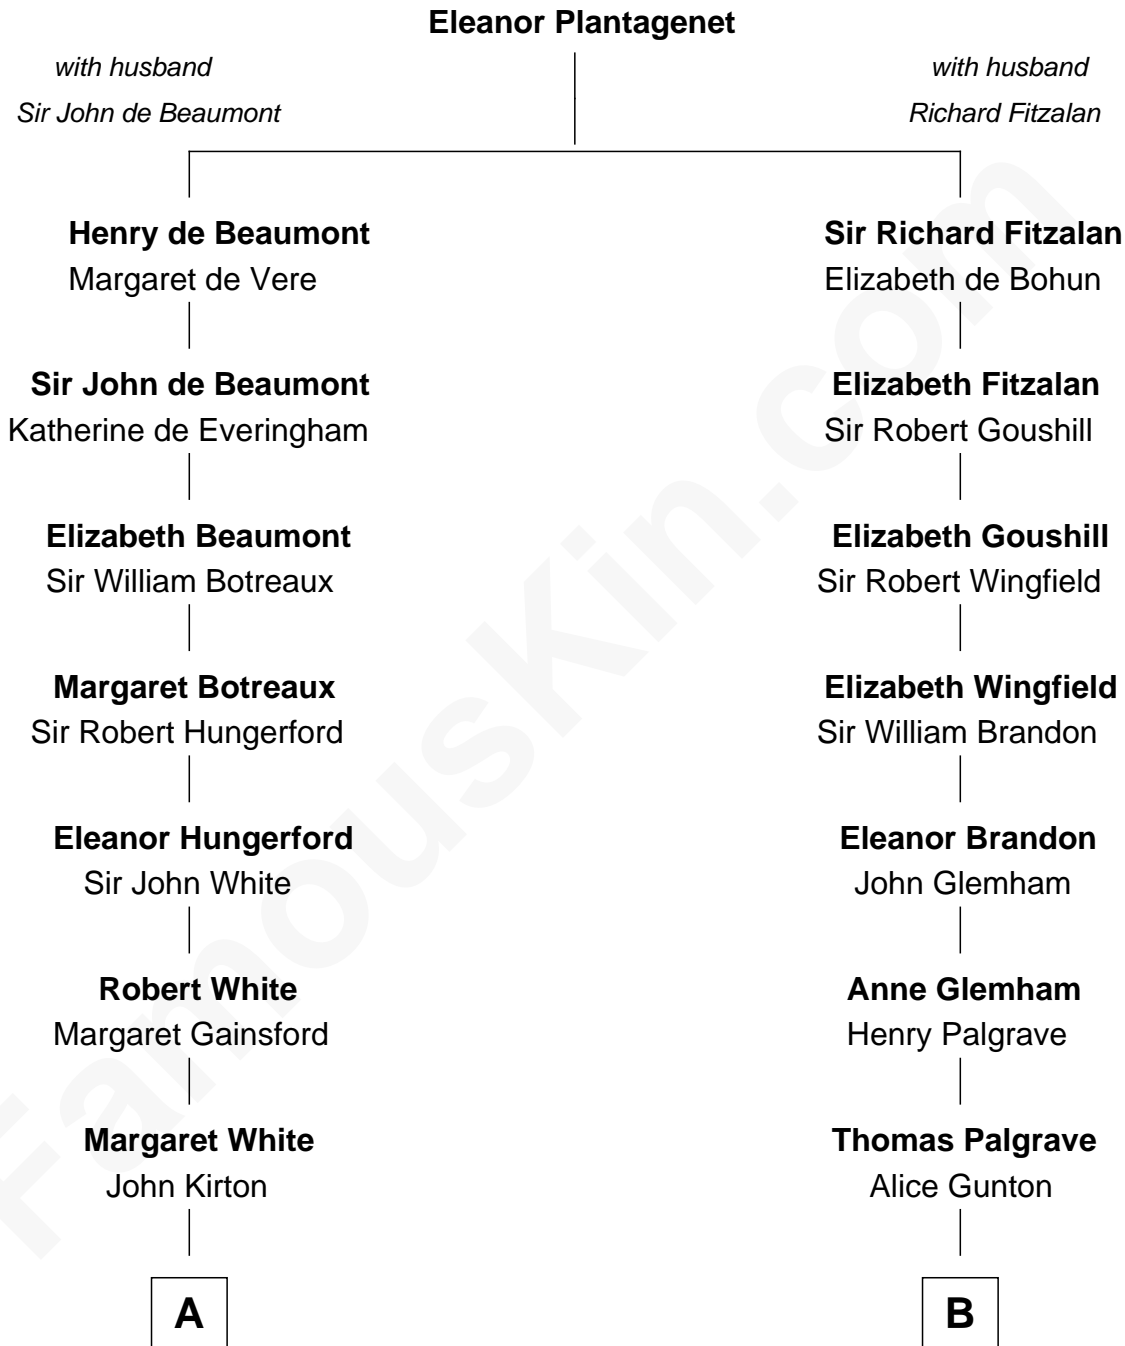 Eleanor Plantagenet
with husband
Sir John de Beaumont
with husband
Richard Fitzalan
Henry de Beaumont
Margaret de Vere
Sir Richard Fitzalan
Elizabeth de Bohun
Sir John de Beaumont
Katherine de Everingham
Elizabeth Fitzalan
Sir Robert Goushill
Elizabeth Beaumont
Sir William Botreaux
Elizabeth Goushill
Sir Robert Wingfield
Margaret Botreaux
Sir Robert Hungerford
Elizabeth Wingfield
Sir William Brandon
Eleanor Hungerford
Sir John White
Eleanor Brandon
John Glemham
Robert White
Margaret Gainsford
Anne Glemham
Henry Palgrave
Margaret White
John Kirton
Thomas Palgrave
Alice Gunton
A
B
FamousKin.com